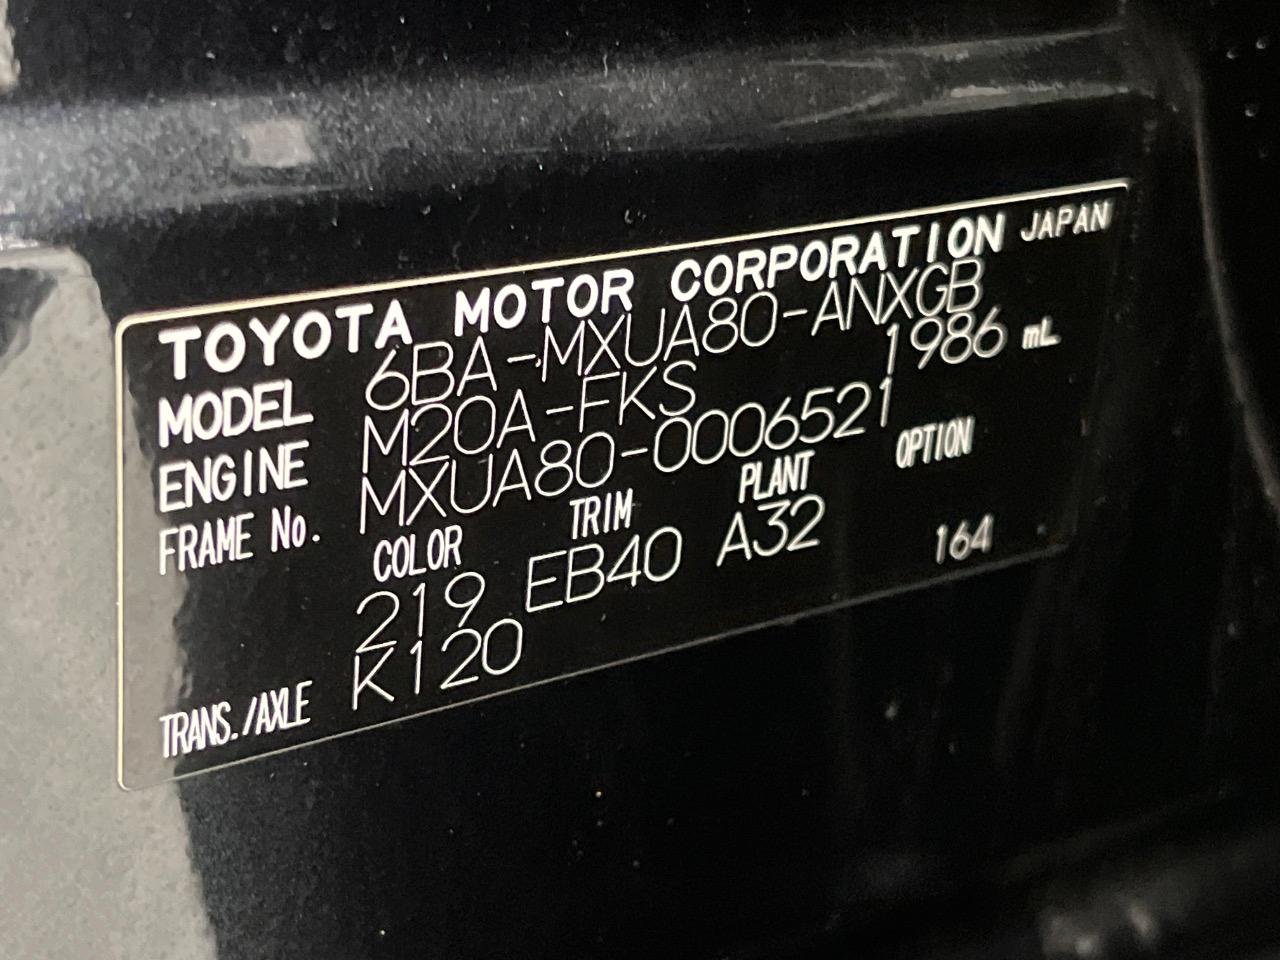 TOYOTA MOTOR CORPORATION JAPAN
MODEL 6BA-MXUA80-ANXGB
ENGINE M20A-FKS 1986 mL
FRAME No. MXUA80-0006521
COLOR TRIM PLANT OPTION
219 EB40 A32 164
TRANS./AXLE K120